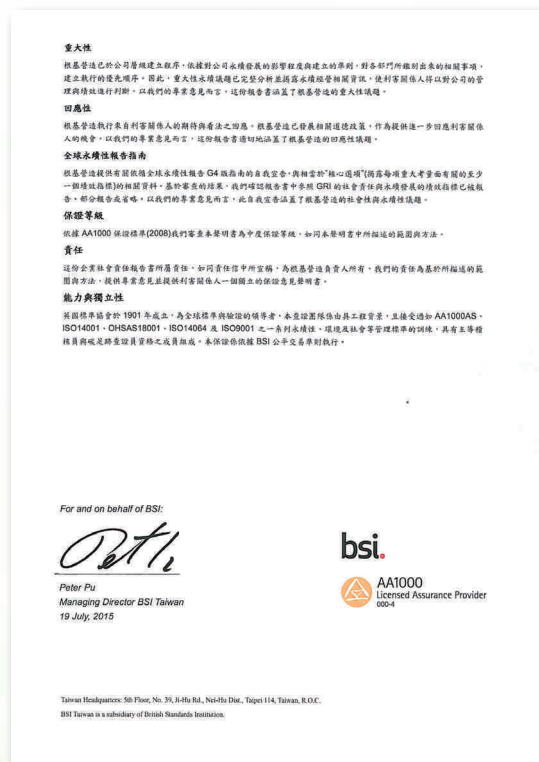 重大性
根基營造已於公司層級建立程序，依據對公司永續發展的影響程度與建立的準則，對各部門所鑑別出來的相關事項，
建立執行的優先順序。因此，重大性永續議題已完整分析並揭露永續經營相關資訊，使利害關係人得以對公司的管
理與績效進行判斷。以我們的專業意見而言，這份報告書涵蓋了根基營造的重大性議題。
回應性
根基營造執行來自利害關係人的期待與看法之回應。根基營造已發展相關道德政策，作為提供進一步回應利害關係
人的機會。以我們的專業意見而言，這份報告書適切地涵蓋了根基營造的回應性議題。
全球永續性報告指南
根基營造提供有關依循全球永續性報告 G4 版指南的自我宣告，與相當於"核心選項"(揭露每項重大考量面有關的至少
一個績效指標)的相關資料。基於審查的結果，我們確認報告書中參照 GRI 的社會責任與永續發展的績效指標已被報
告、部分報告或省略。以我們的專業意見而言，此自我宣告涵蓋了根基營造的社會性與永續性議題。
保證等級
依據 AA1000 保證標準(2008)我們審查本聲明書為中度保證等級，如同本聲明書中所描述的範圍與方法。
責任
這份企業社會責任報告書所屬責任，如同責任信中所宣稱，為根基營造負責人所有。我們的責任為基於所描述的範
圍與方法，提供專業意見並提供利害關係人一個獨立的保證意見聲明書。
能力與獨立性
英國標準協會於 1901 年成立，為全球標準與驗證的領導者。本查證團隊係由具工程背景，且接受過如 AA1000AS、
ISO14001、OHSAS18001、ISO14064 及 ISO9001 之一系列永續性、環境及社會等管理標準的訓練，具有主導稽
核員與碳足跡查證員資格之成員組成。本保證係依據 BSI 公平交易準則執行。
For and on behalf of BSI:
Peter Pu
Managing Director BSI Taiwan
19 July, 2015
bsi.
AA1000
Licensed Assurance Provider
000-4
Taiwan Headquarters: 5th Floor, No. 39, Ji-Hu Rd., Nei-Hu Dist., Taipei 114, Taiwan, R.O.C.
BSI Taiwan is a subsidiary of British Standards Institution.